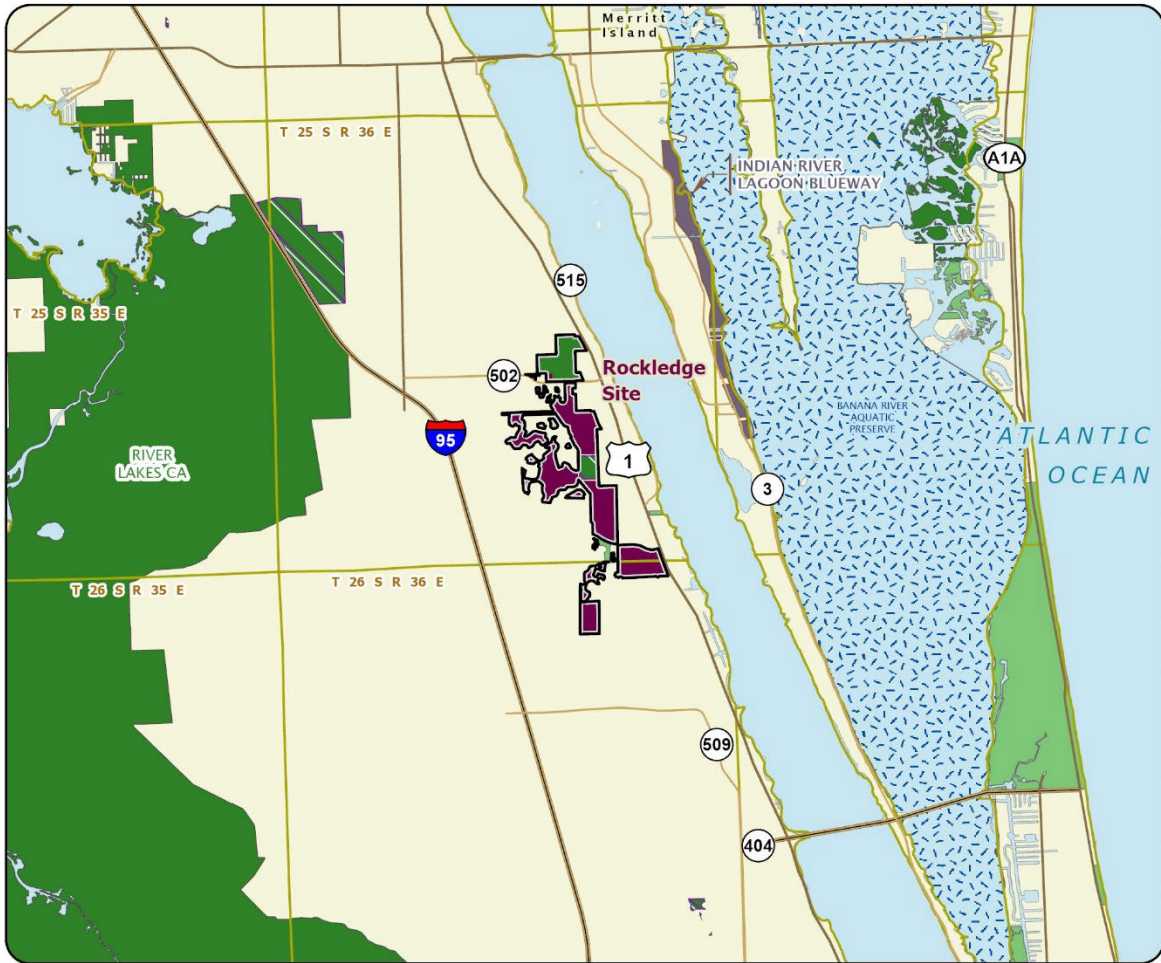 Merritt
Island
T 25 S R 36 E
A1A
INDIAN RIVER
LAGOON BLUEWAY
515
T 25 S R 35 E
Rockledge
Site
502
BANANA RIVER
AQUATIC
PRESERVE
ATLANTIC
OCEAN
95
1
RIVER
LAKES CA
3
T 26 S R 35 E
T 26 S R 36 E
509
404